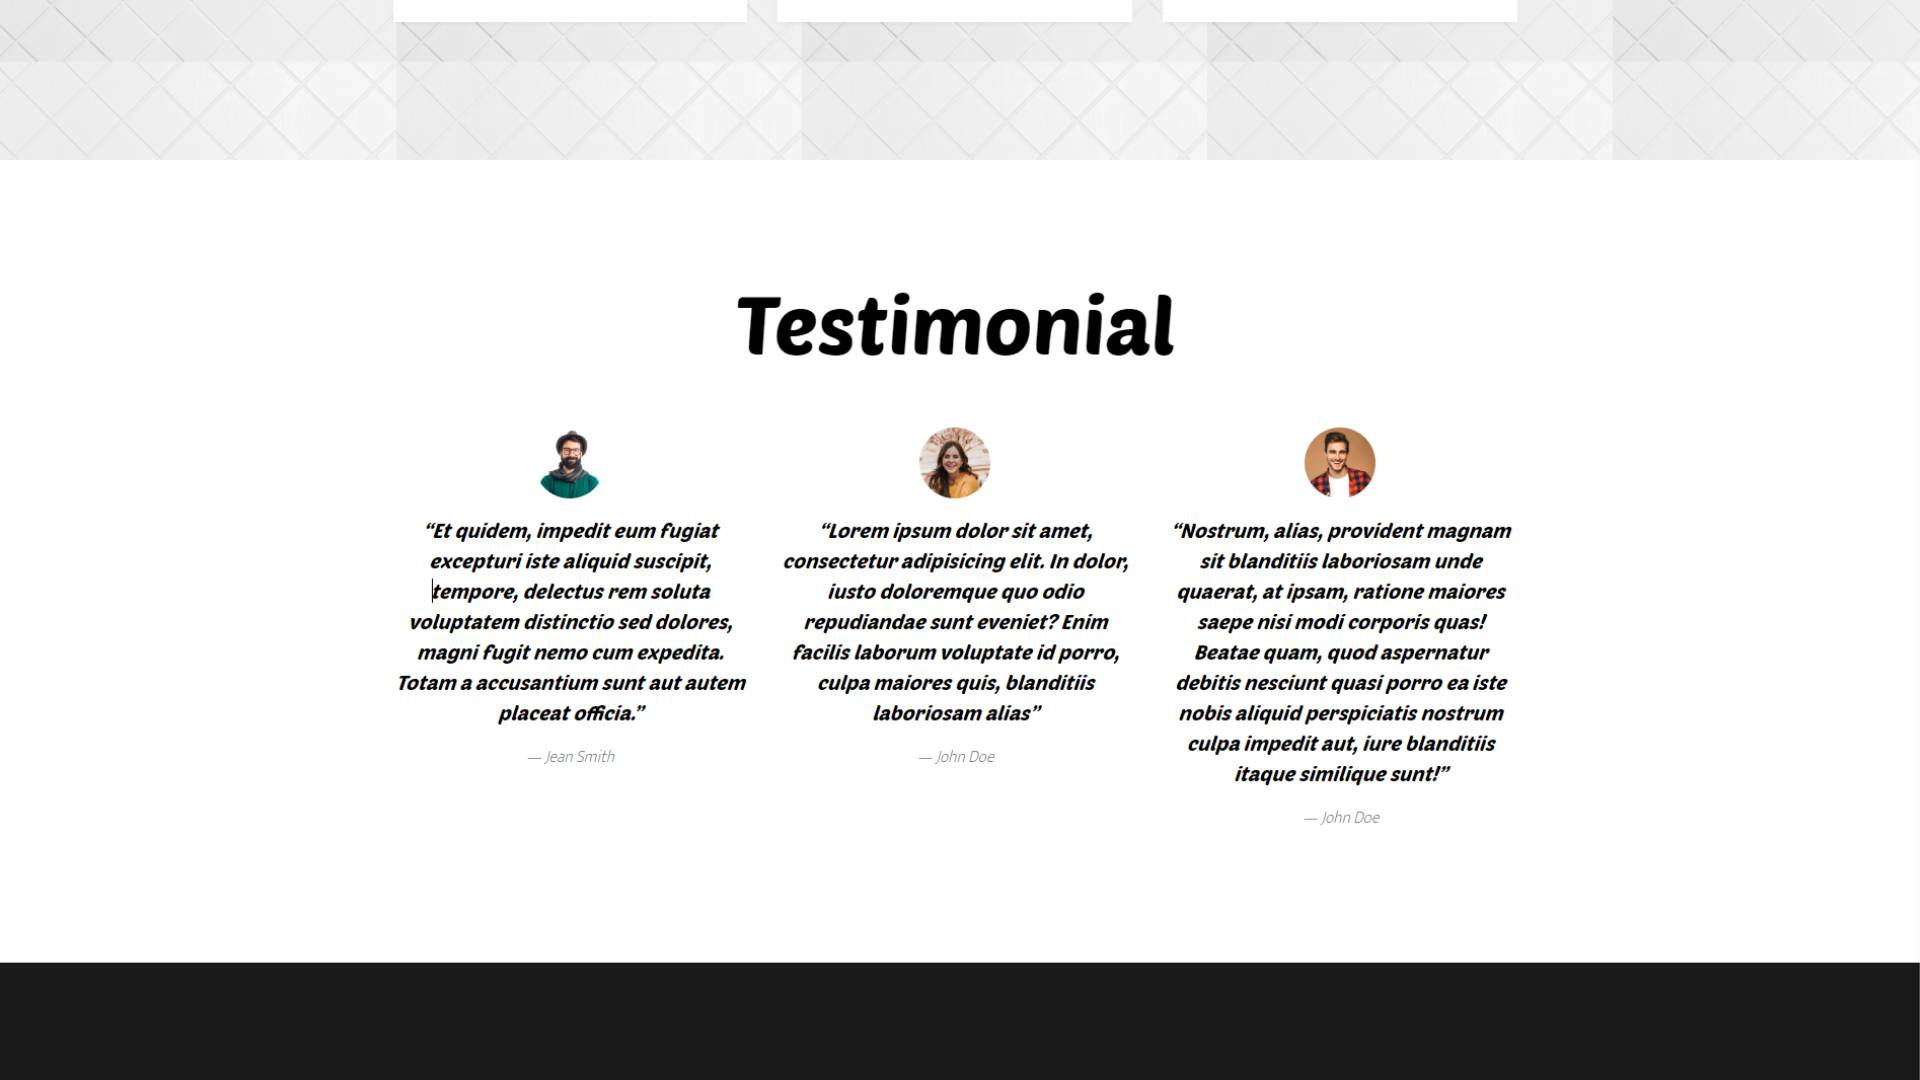 Testimonial
“Et quidem, impedit eum fugiat
excepturi iste aliquid suscipit,
tempore, delectus rem soluta
voluptatem distinctio sed dolores,
magni fugit nemo cum expedita.
Totam a accusantium sunt aut autem
placeat officia.”
— Jean Smith
“Lorem ipsum dolor sit amet,
consectetur adipisicing elit. In dolor,
iusto doloremque quo odio
repudiandae sunt eveniet? Enim
facilis laborum voluptate id porro,
culpa maiores quis, blanditiis
laboriosam alias”
— John Doe
“Nostrum, alias, provident magnam
sit blanditiis laboriosam unde
quaerat, at ipsam, ratione maiores
saepe nisi modi corporis quas!
Beatae quam, quod aspernatur
debitis nesciunt quasi porro ea iste
nobis aliquid perspiciatis nostrum
culpa impedit aut, iure blanditiis
itaque similique sunt!”
— John Doe